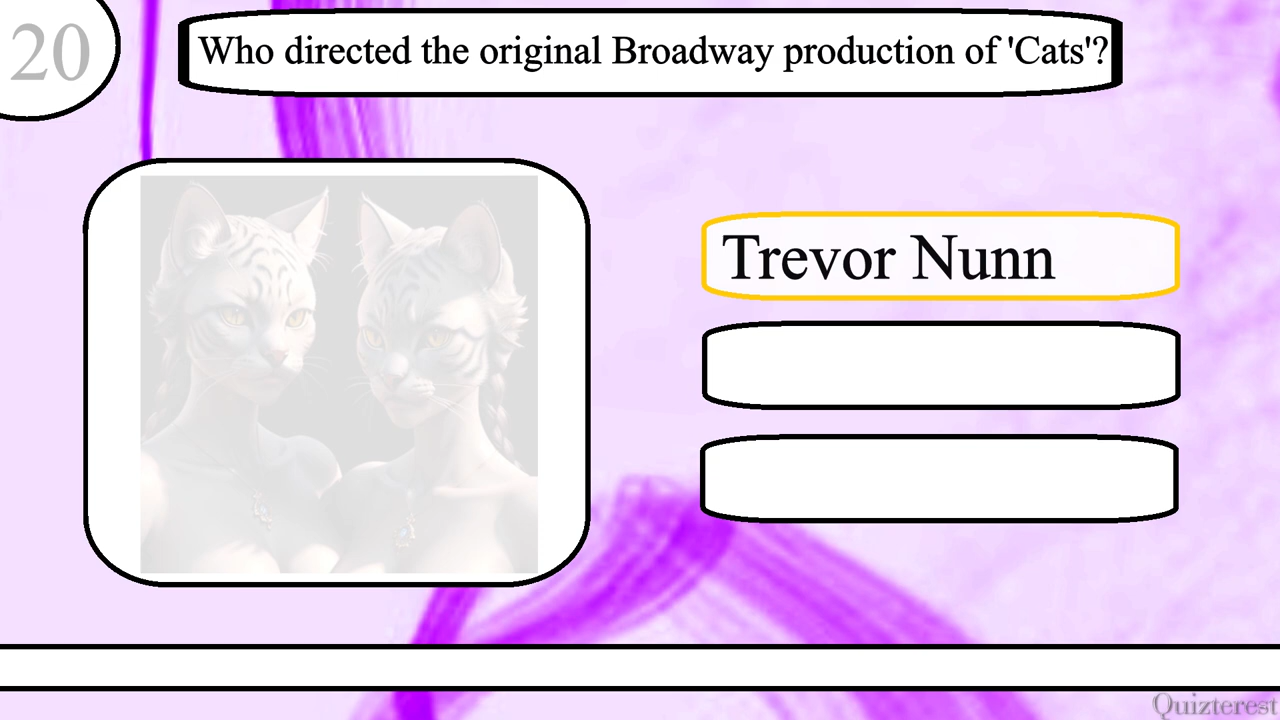 20
Who directed the original Broadway production of 'Cats'?
Trevor Nunn
Quizterest